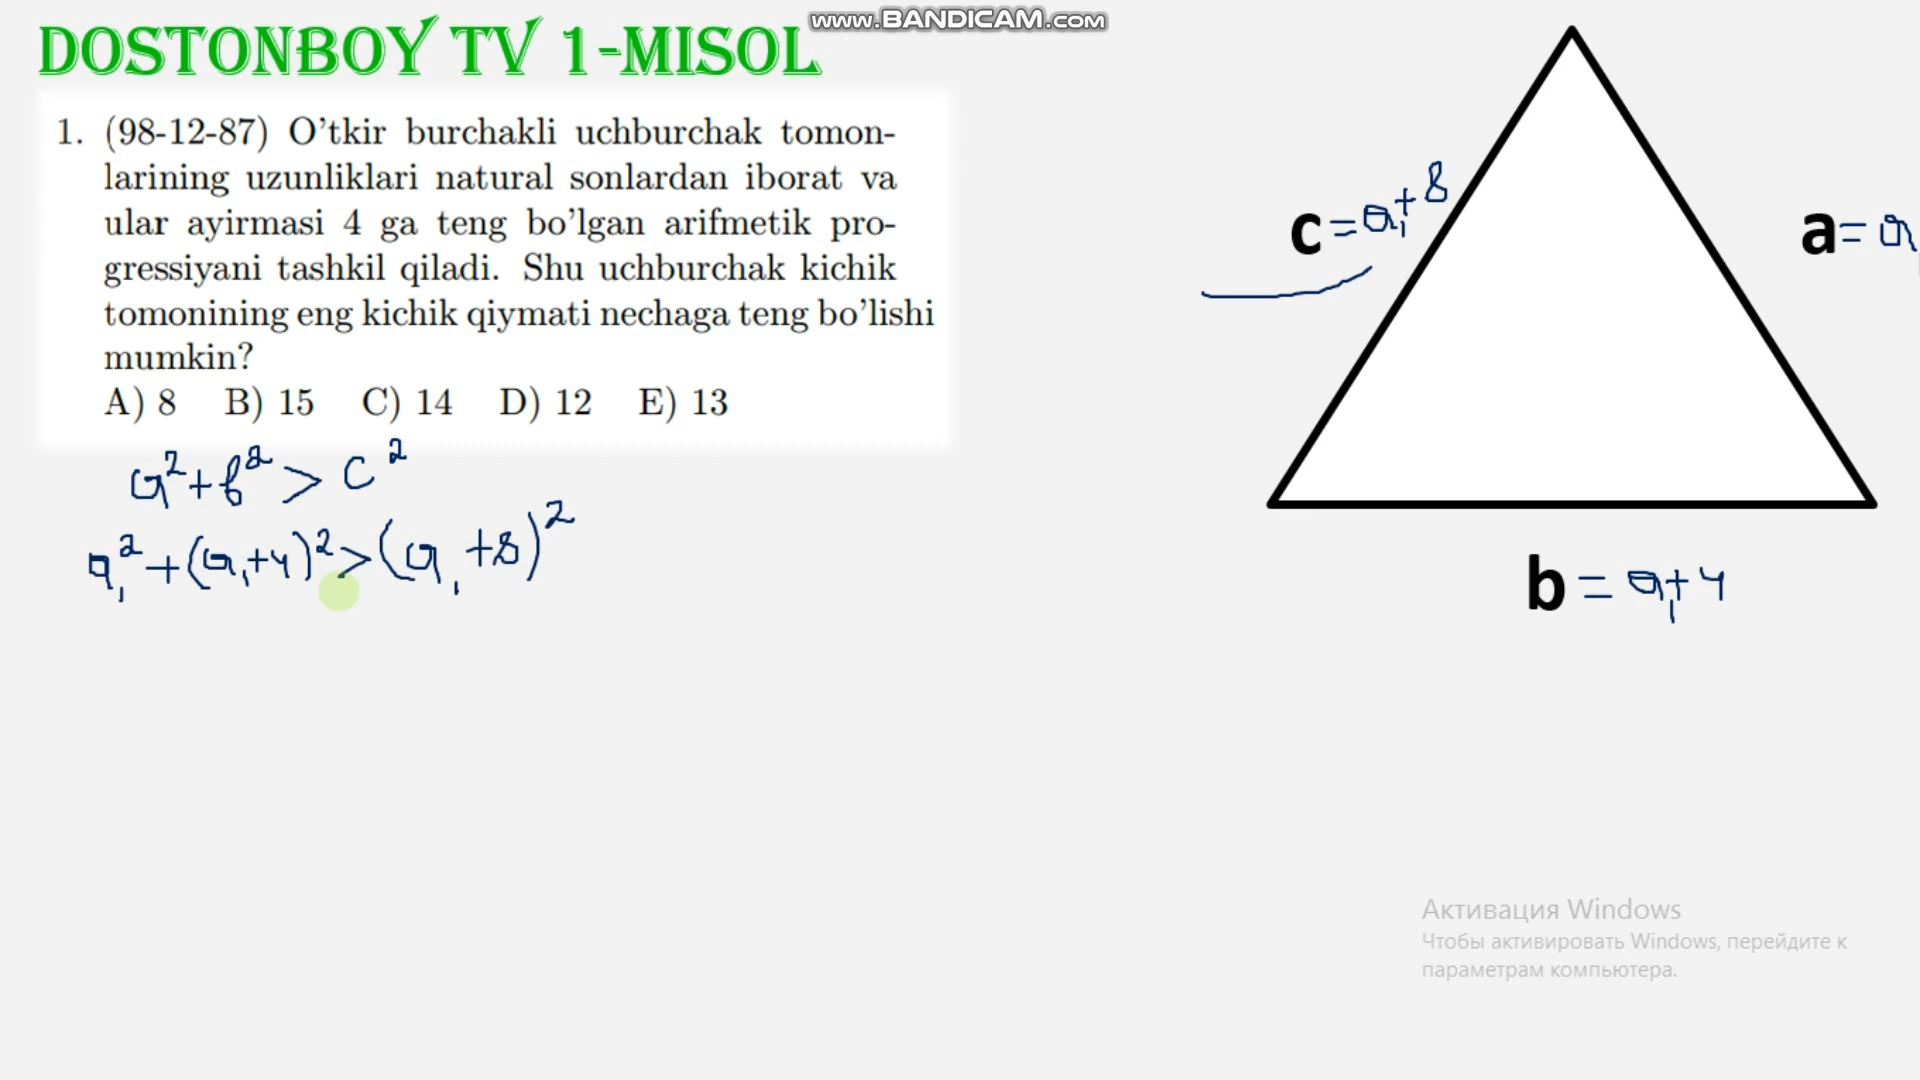 www.BANDICAM.com
DOSTONBOY TV 1-MISOL
1. (98-12-87) O'tkir burchakli uchburchak tomon-
larining uzunliklari natural sonlardan iborat va
ular ayirmasi 4 ga teng bo'lgan arifmetik pro-
gressiyani tashkil qiladi. Shu uchburchak kichik
tomonining eng kichik qiymati nechaga teng bo'lishi
mumkin?
A) 8 B) 15 C) 14 D) 12 E) 13
a² + b² > c²
a₁² + (a₁+4)² > (a₁+8)²
c = a₁+8
a = a₁
b = a₁+4
Активация Windows
Чтобы активировать Windows, перейдите к
параметрам компьютера.